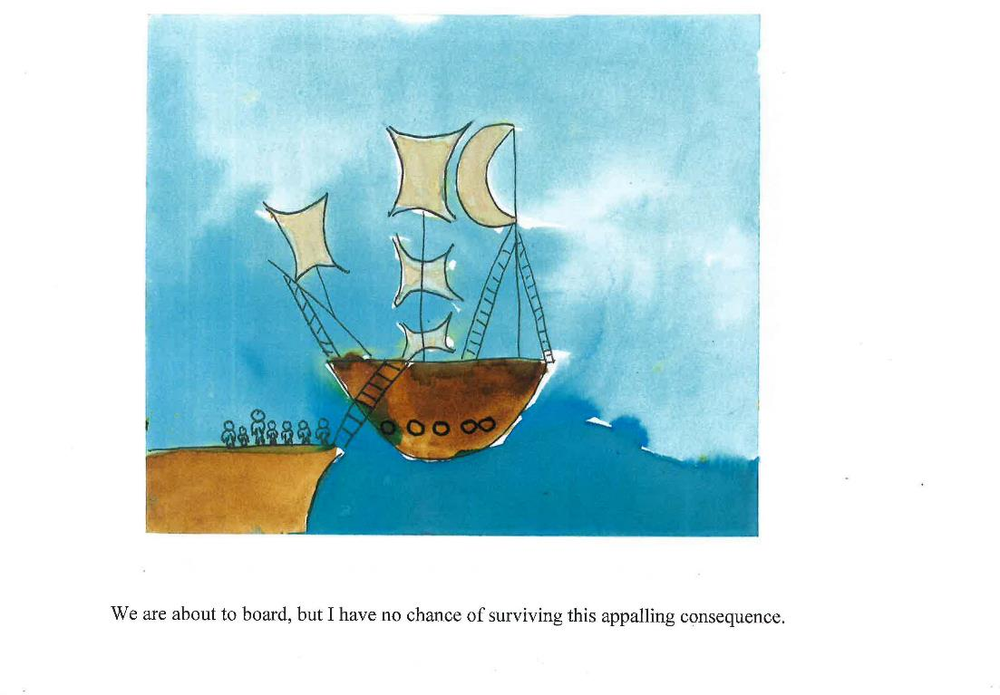 We are about to board, but I have no chance of surviving this appalling consequence.